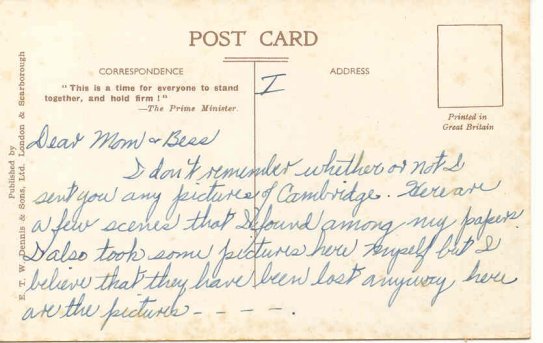 POST CARD
CORRESPONDENCE
ADDRESS
"This is a time for everyone to stand
together, and hold firm!"
—The Prime Minister.
I
Printed in
Great Britain
Published by
E. T. W. Dennis & Sons, Ltd. London & Scarborough
Dear Mom & Bess
I don't remember whether or not I
sent you any pictures of Cambridge. Here are
a few scenes that I found among my papers.
I also took some pictures here myself but I
believe that they have been lost anyway here
are the pictures - - - - .